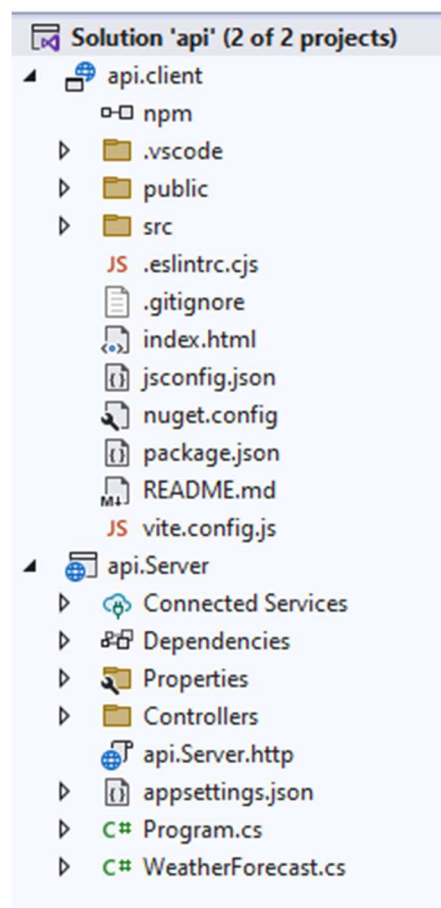 Solution 'api' (2 of 2 projects)
api.client
npm
.vscode
public
src
JS .eslintrc.cjs
.gitignore
index.html
jsconfig.json
nuget.config
package.json
M↓ README.md
JS vite.config.js
api.Server
Connected Services
Dependencies
Properties
Controllers
api.Server.http
appsettings.json
C# Program.cs
C# WeatherForecast.cs